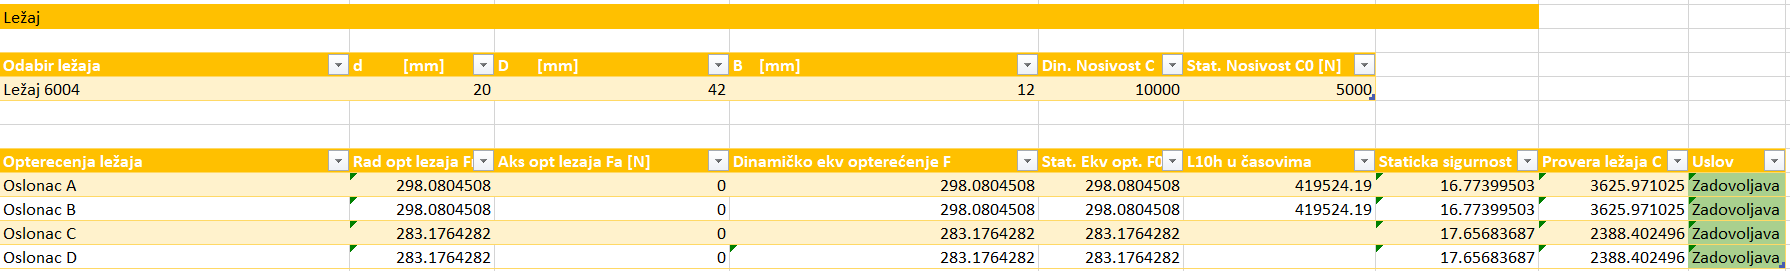 Ležaj
Odabir ležaja d [mm] D [mm] B [mm] Din. Nosivost C Stat. Nosivost C0 [N]
Ležaj 6004 20 42 12 10000 5000
Opterecenja ležaja Rad opt lezaja Aks opt lezaja Fa [N] Dinamičko ekv opterećenje F Stat. Ekv opt. F0 L10h u časovima Staticka sigurnost Provera ležaja C Uslov
Oslonac A 298.0804508 0 298.0804508 298.0804508 419524.19 16.77399503 3625.971025 Zadovoljava
Oslonac B 298.0804508 0 298.0804508 298.0804508 419524.19 16.77399503 3625.971025 Zadovoljava
Oslonac C 283.1764282 0 283.1764282 283.1764282 17.65683687 2388.402496 Zadovoljava
Oslonac D 283.1764282 0 283.1764282 283.1764282 17.65683687 2388.402496 Zadovoljava